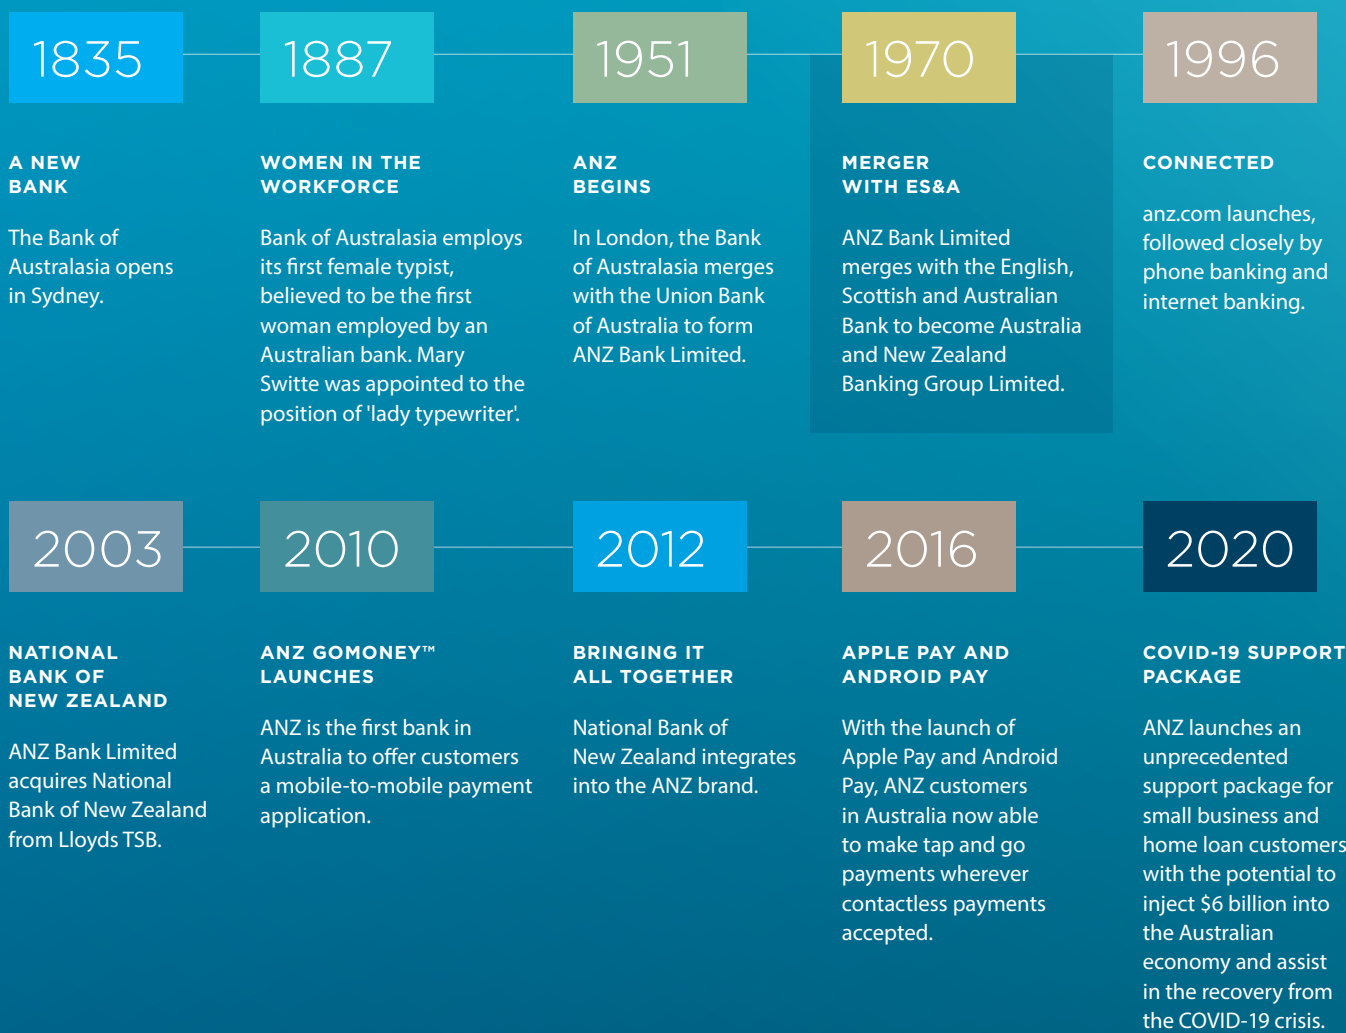 1835
A NEW
BANK
The Bank of
Australasia opens
in Sydney.
1887
WOMEN IN THE
WORKFORCE
Bank of Australasia employs
its first female typist,
believed to be the first
woman employed by an
Australian bank. Mary
Switte was appointed to the
position of 'lady typewriter'.
1951
ANZ
BEGINS
In London, the Bank
of Australasia merges
with the Union Bank
of Australia to form
ANZ Bank Limited.
1970
MERGER
WITH ES&A
ANZ Bank Limited
merges with the English,
Scottish and Australian
Bank to become Australia
and New Zealand
Banking Group Limited.
1996
CONNECTED
anz.com launches,
followed closely by
phone banking and
internet banking.
2003
NATIONAL
BANK OF
NEW ZEALAND
ANZ Bank Limited
acquires National
Bank of New Zealand
from Lloyds TSB.
2010
ANZ GOMONEY™
LAUNCHES
ANZ is the first bank in
Australia to offer customers
a mobile-to-mobile payment
application.
2012
BRINGING IT
ALL TOGETHER
National Bank of
New Zealand integrates
into the ANZ brand.
2016
APPLE PAY AND
ANDROID PAY
With the launch of
Apple Pay and Android
Pay, ANZ customers
in Australia now able
to make tap and go
payments wherever
contactless payments
accepted.
2020
COVID-19 SUPPORT
PACKAGE
ANZ launches an
unprecedented
support package for
small business and
home loan customers
with the potential to
inject $6 billion into
the Australian
economy and assist
in the recovery from
the COVID-19 crisis.